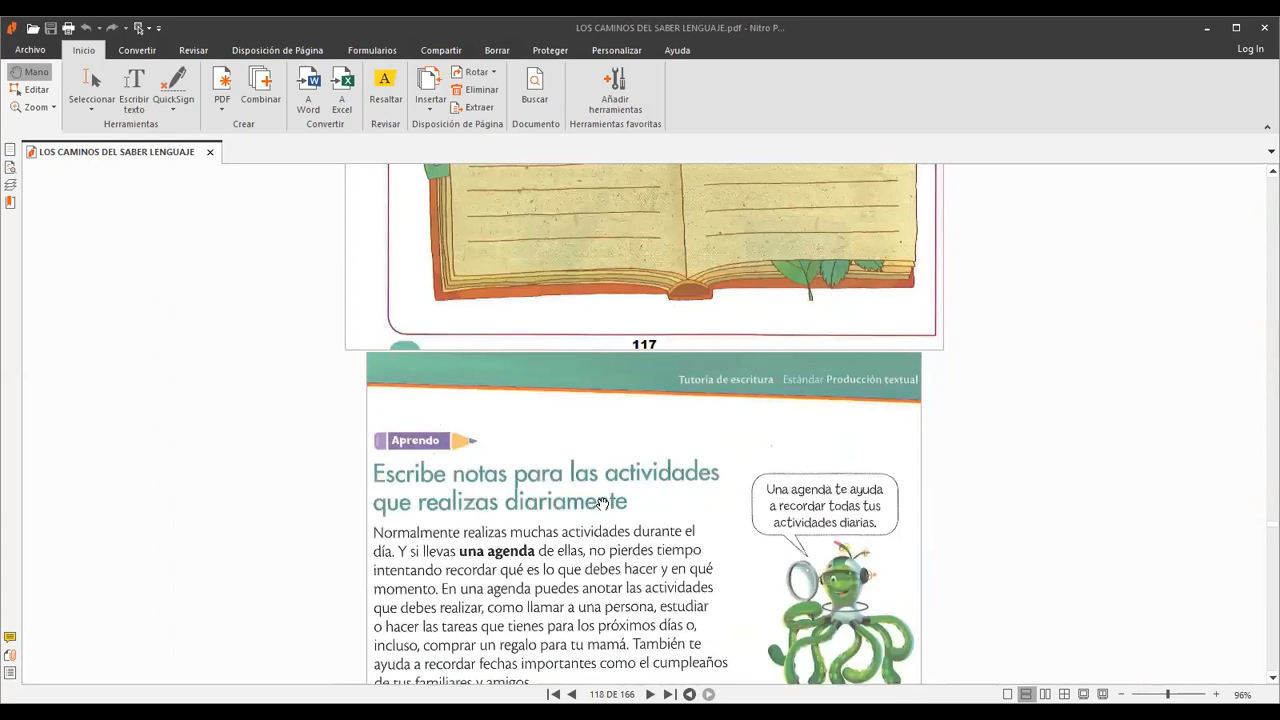 LOS CAMINOS DEL SABER LENGUAJE.pdf - Nitro P...
Archivo
Inicio
Convertir
Revisar
Disposición de Página
Formularios
Compartir
Borrar
Proteger
Personalizar
Ayuda
Log In
Mano
Editar
Zoom
Seleccionar
Escribir texto
QuickSign
Herramientas
PDF
Combinar
Crear
A Word
A Excel
Convertir
Resaltar
Revisar
Insertar
Rotar
Eliminar
Extraer
Disposición de Página
Buscar
Documento
Añadir herramientas
Herramientas favoritas
LOS CAMINOS DEL SABER LENGUAJE
117
Tutoría de escritura Estándar Producción textual
Aprendo
Escribe notas para las actividades
que realizas diariamente
Normalmente realizas muchas actividades durante el
día. Y si llevas una agenda de ellas, no pierdes tiempo
intentando recordar qué es lo que debes hacer y en qué
momento. En una agenda puedes anotar las actividades
que debes realizar, como llamar a una persona, estudiar
o hacer las tareas que tienes para los próximos días o,
incluso, comprar un regalo para tu mamá. También te
ayuda a recordar fechas importantes como el cumpleaños
de tus familiares y amigos.
Una agenda te ayuda
a recordar todas tus
actividades diarias.
118 DE 166
96%